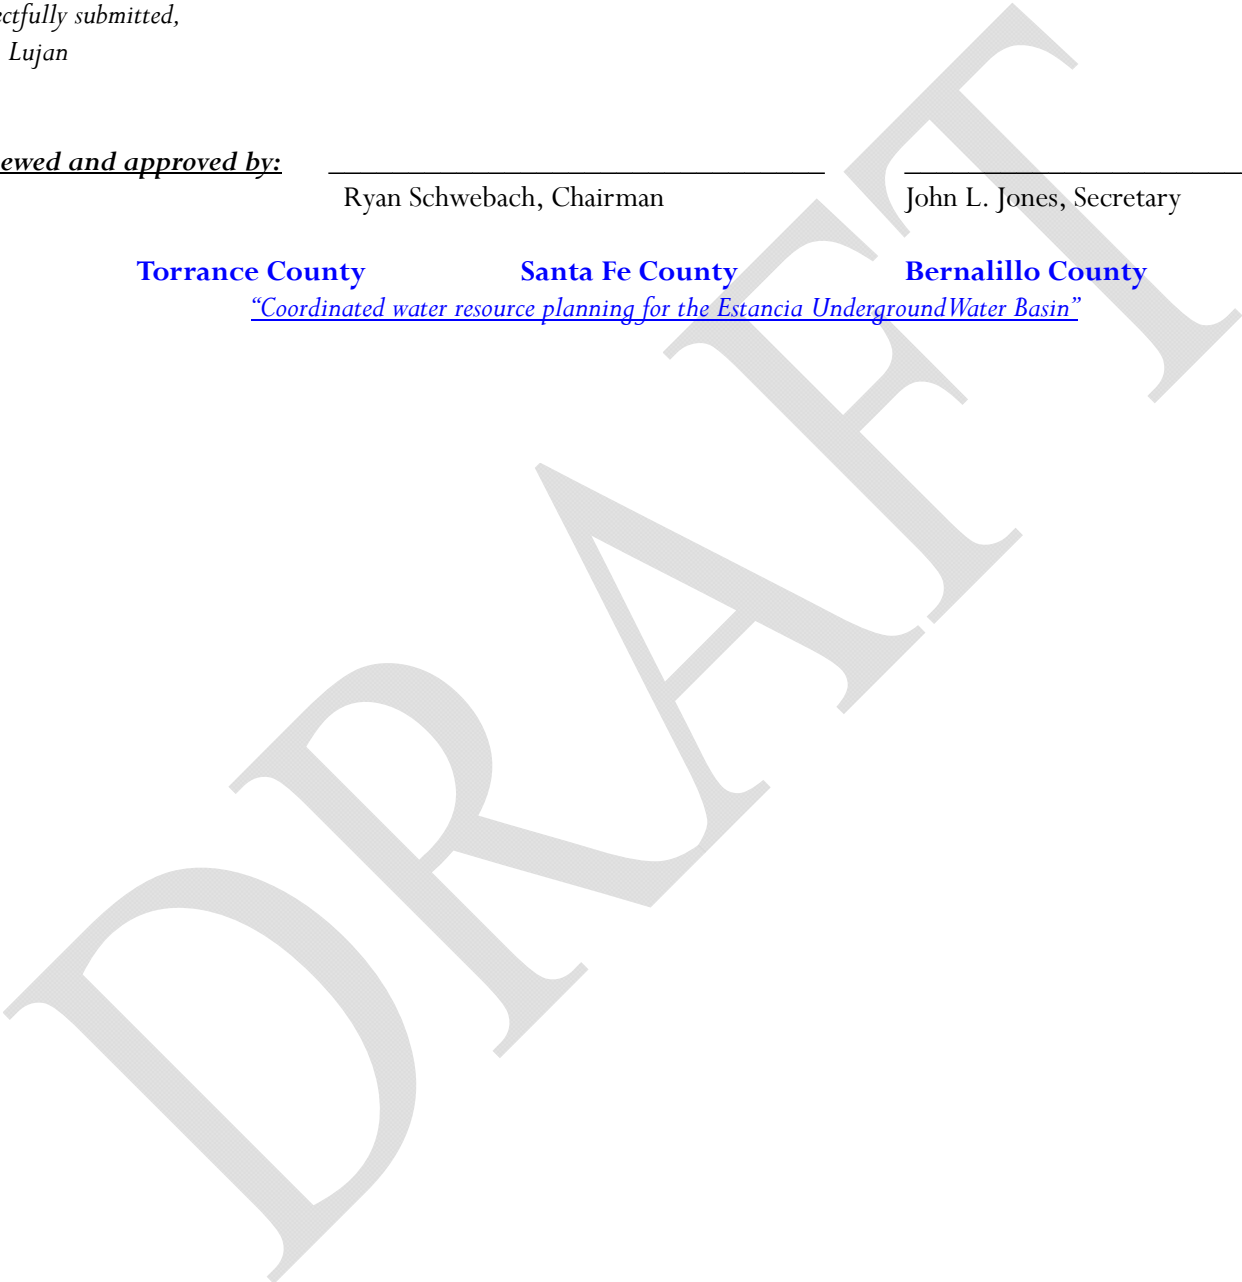 ectfully submitted,
Lujan
ewed and approved by:
Ryan Schwebach, Chairman John L. Jones, Secretary
Torrance County Santa Fe County Bernalillo County
“Coordinated water resource planning for the Estancia Underground Water Basin”
DRAFT